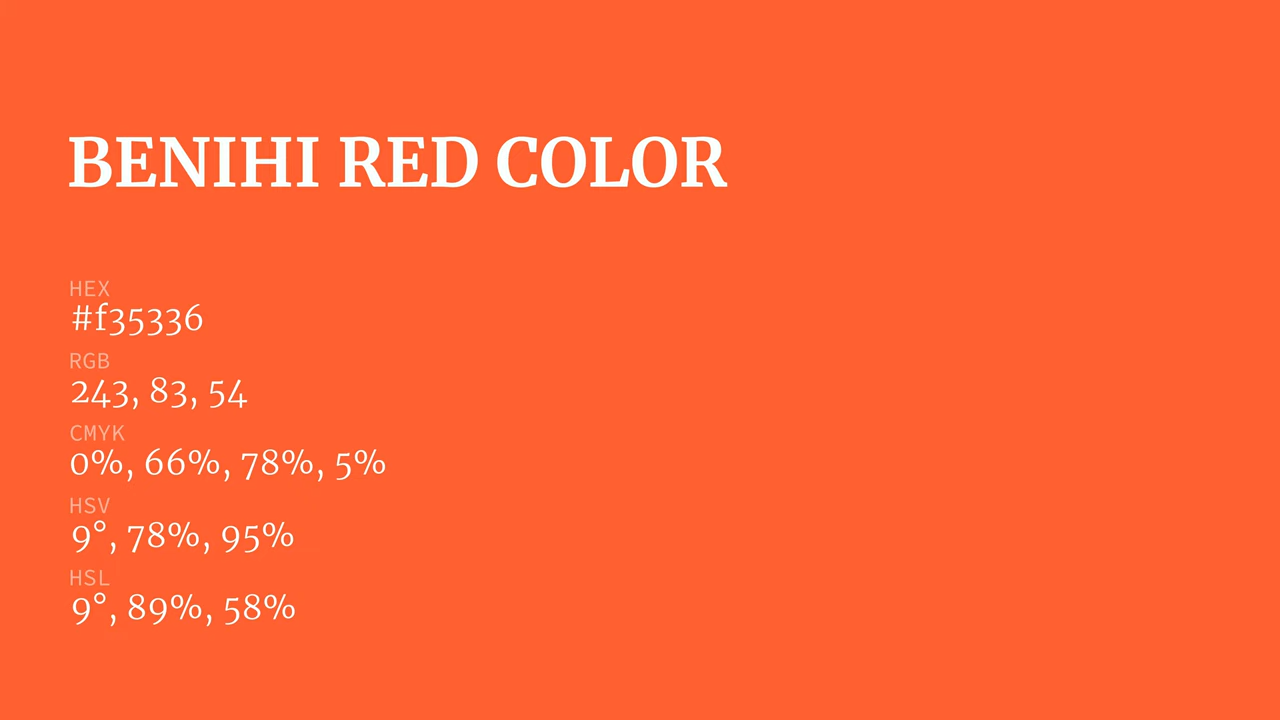 BENIHI RED COLOR
HEX
#f35336
RGB
243, 83, 54
CMYK
0%, 66%, 78%, 5%
HSV
9°, 78%, 95%
HSL
9°, 89%, 58%